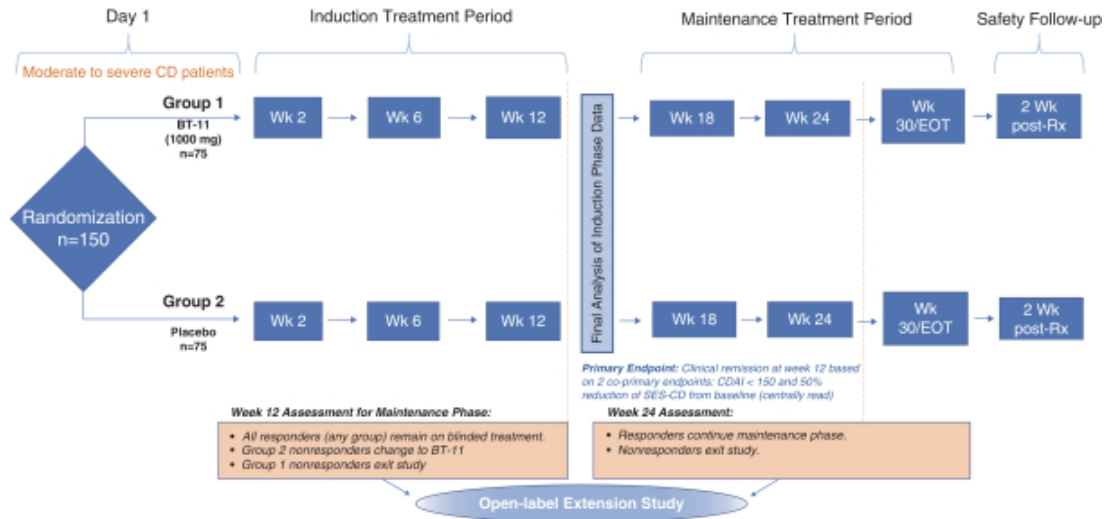 Day 1
Induction Treatment Period
Maintenance Treatment Period
Safety Follow-up
Moderate to severe CD patients
Group 1
BT-11
(1000 mg)
n=75
Wk 2
Wk 6
Wk 12
Wk 18
Wk 24
Wk
30/EOT
2 Wk
post-Rx
Randomization
n=150
Final Analysis of Induction Phase Data
Group 2
Placebo
n=75
Wk 2
Wk 6
Wk 12
Wk 18
Wk 24
Wk
30/EOT
2 Wk
post-Rx
Primary Endpoint: Clinical remission at week 12 based
on 2 co-primary endpoints: CDAI < 150 and 50%
reduction of SES-CD from baseline (centrally read)
Week 12 Assessment for Maintenance Phase:
• All responders (any group) remain on blinded treatment.
• Group 2 nonresponders change to BT-11
• Group 1 nonresponders exit study
Week 24 Assessment:
• Responders continue maintenance phase.
• Nonresponders exit study.
Open-label Extension Study